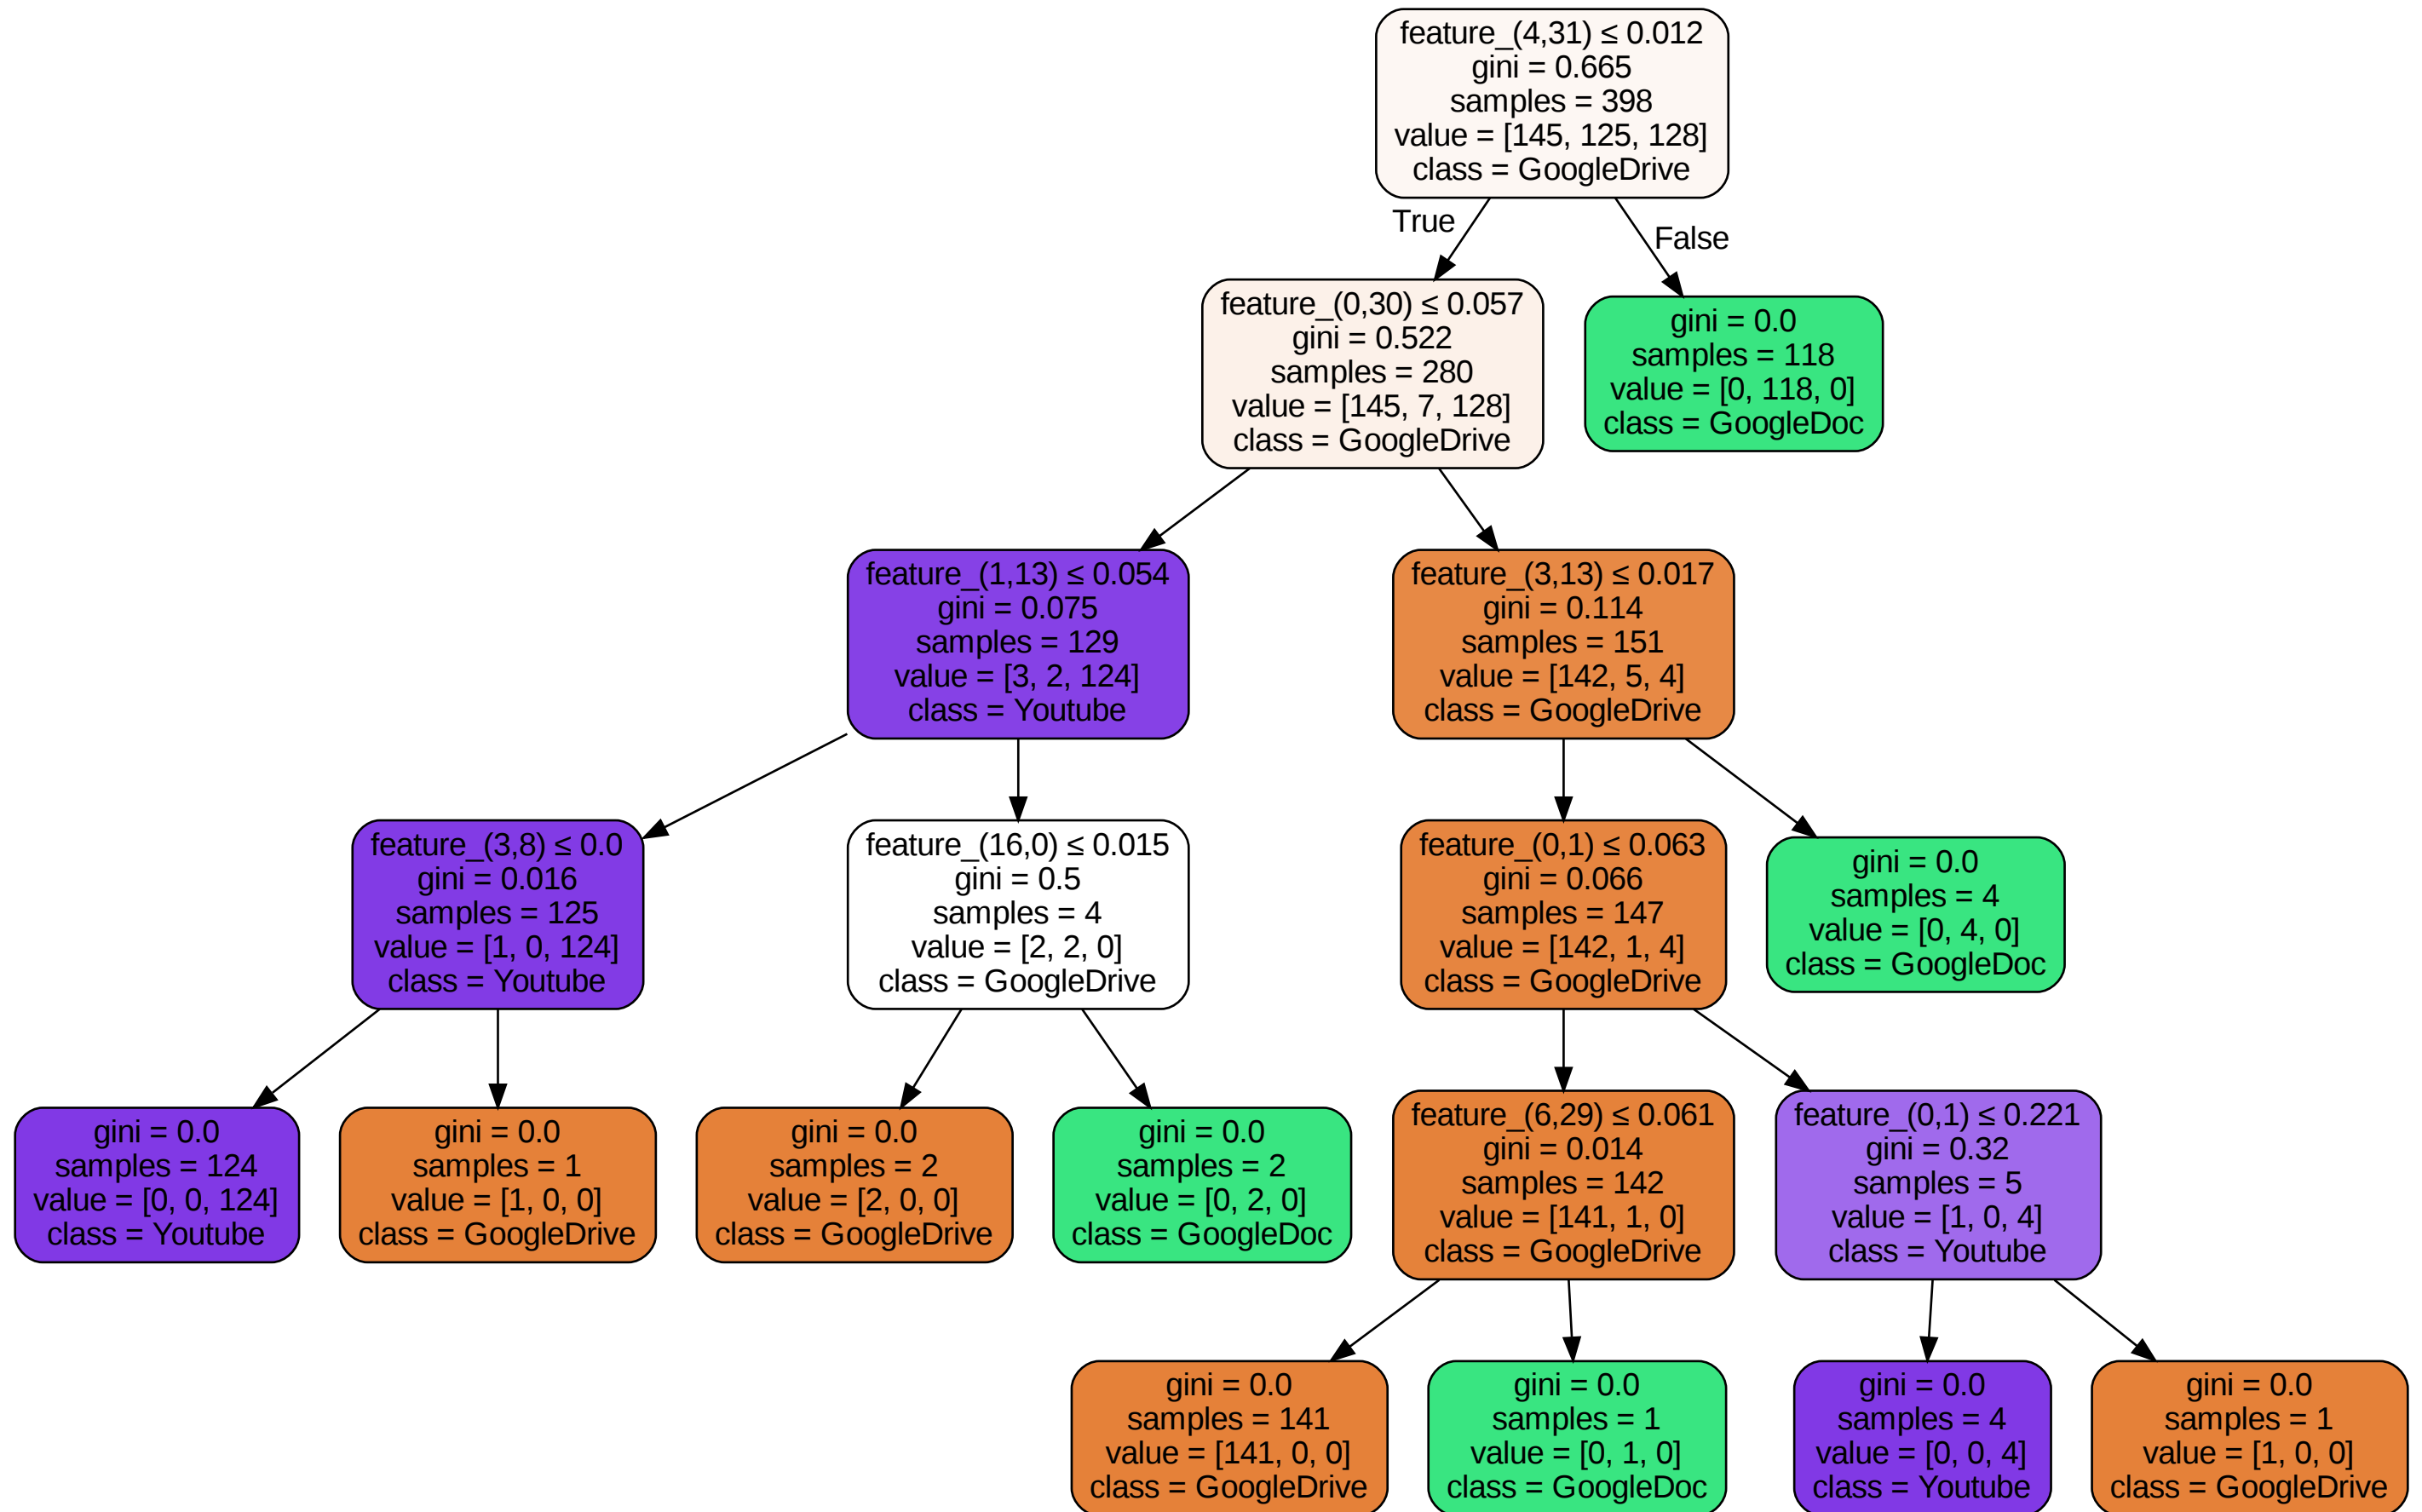 feature_(4,31) ≤ 0.012
gini = 0.665
samples = 398
value = [145, 125, 128]
class = GoogleDrive
True
False
feature_(0,30) ≤ 0.057
gini = 0.522
samples = 280
value = [145, 7, 128]
class = GoogleDrive
gini = 0.0
samples = 118
value = [0, 118, 0]
class = GoogleDoc
feature_(1,13) ≤ 0.054
gini = 0.075
samples = 129
value = [3, 2, 124]
class = Youtube
feature_(3,13) ≤ 0.017
gini = 0.114
samples = 151
value = [142, 5, 4]
class = GoogleDrive
feature_(3,8) ≤ 0.0
gini = 0.016
samples = 125
value = [1, 0, 124]
class = Youtube
feature_(16,0) ≤ 0.015
gini = 0.5
samples = 4
value = [2, 2, 0]
class = GoogleDrive
feature_(0,1) ≤ 0.063
gini = 0.066
samples = 147
value = [142, 1, 4]
class = GoogleDrive
gini = 0.0
samples = 4
value = [0, 4, 0]
class = GoogleDoc
gini = 0.0
samples = 124
value = [0, 0, 124]
class = Youtube
gini = 0.0
samples = 1
value = [1, 0, 0]
class = GoogleDrive
gini = 0.0
samples = 2
value = [2, 0, 0]
class = GoogleDrive
gini = 0.0
samples = 2
value = [0, 2, 0]
class = GoogleDoc
feature_(6,29) ≤ 0.061
gini = 0.014
samples = 142
value = [141, 1, 0]
class = GoogleDrive
feature_(0,1) ≤ 0.221
gini = 0.32
samples = 5
value = [1, 0, 4]
class = Youtube
gini = 0.0
samples = 141
value = [141, 0, 0]
class = GoogleDrive
gini = 0.0
samples = 1
value = [0, 1, 0]
class = GoogleDoc
gini = 0.0
samples = 4
value = [0, 0, 4]
class = Youtube
gini = 0.0
samples = 1
value = [1, 0, 0]
class = GoogleDrive